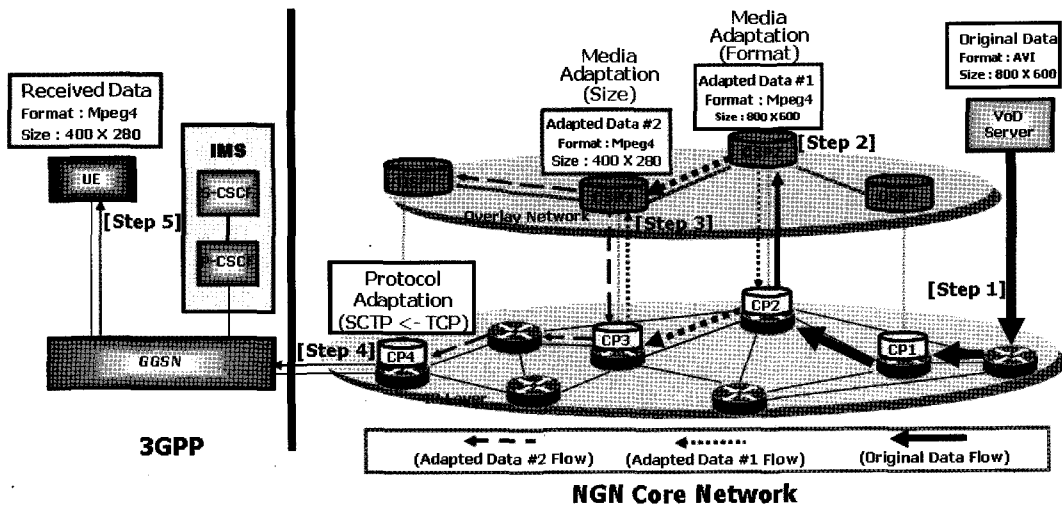 Received Data
Format : Mpeg4
Size : 400 X 280
UE
[Step 5]
IMS
GGSN
3GPP
Media
Adaptation
(Size)
Adapted Data #2
Format : Mpeg4
Size : 400 X 280
Media
Adaptation
(Format)
Adapted Data #1
Format : Mpeg4
Size : 800 X 600
Original Data
Format : AVI
Size : 800 X 600
VoD
Server
[Step 2]
Overlay Network
[Step 3]
[Step 1]
Protocol
Adaptation
(SCTP <- TCP)
[Step 4]
CP4
CP3
CP2
CP1
(Adapted Data #2 Flow)
(Adapted Data #1 Flow)
(Original Data Flow)
NGN Core Network